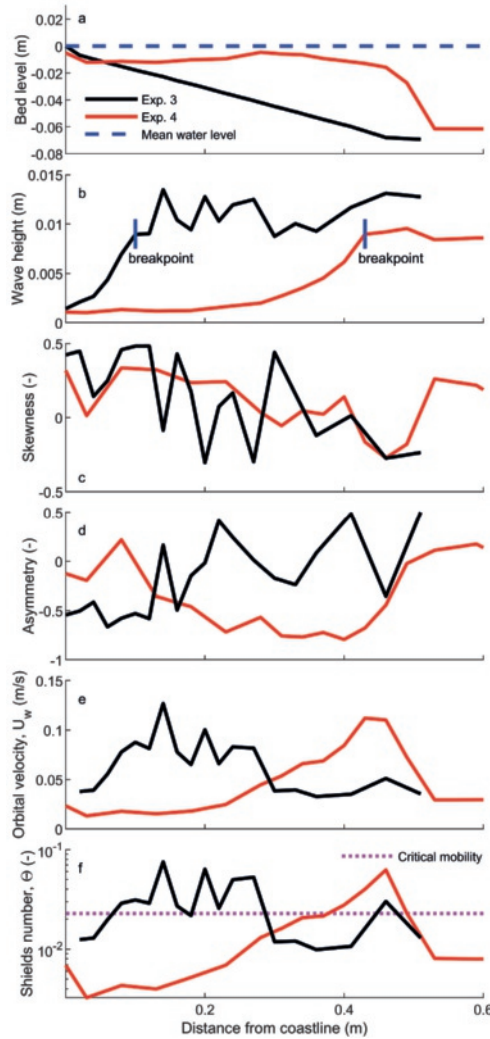 0.02
a
0
-0.02
-0.04
-0.06
-0.08
Bed level (m)
Exp. 3
Exp. 4
Mean water level
0.015
b
0.01
0.005
0
Wave height (m)
breakpoint
breakpoint
0.5
0
-0.5
Skewness (-)
c
0.5
d
0
-0.5
-1
Asymmetry (-)
0.15
e
0.1
0.05
0
Orbital velocity, U_w (m/s)
10^-1
f
10^-2
Shields number, Θ (-)
Critical mobility
0.2
0.4
0.6
Distance from coastline (m)